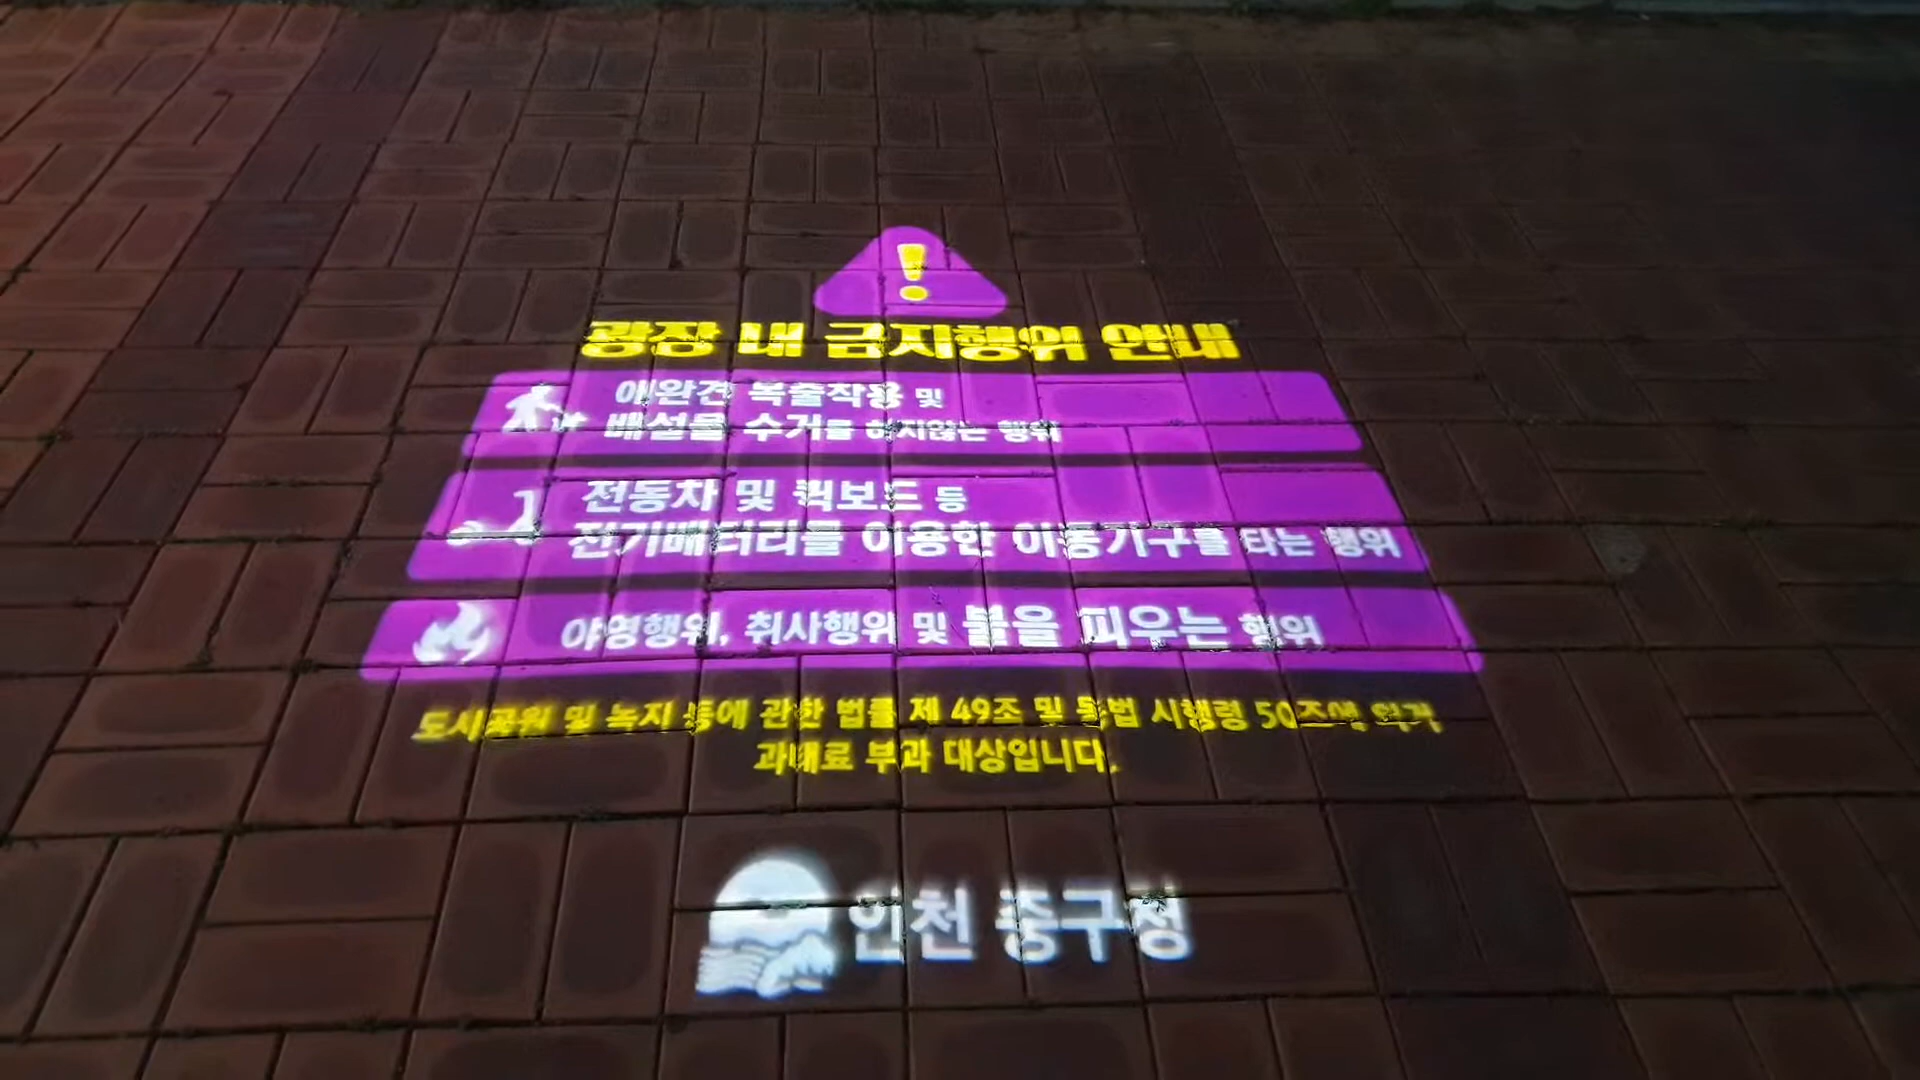 !
광장 내 금지행위 안내
애완견 목줄착용 및
배설물 수거를 하지않는 행위
전동차 및 퀵보드 등
전기배터리를 이용한 이동기구를 타는 행위
야영행위, 취사행위 및 불을 피우는 행위
도시공원 및 녹지 등에 관한 법률 제 49조 및 동법 시행령 50조에 의거
과태료 부과 대상입니다.
인천 중구청